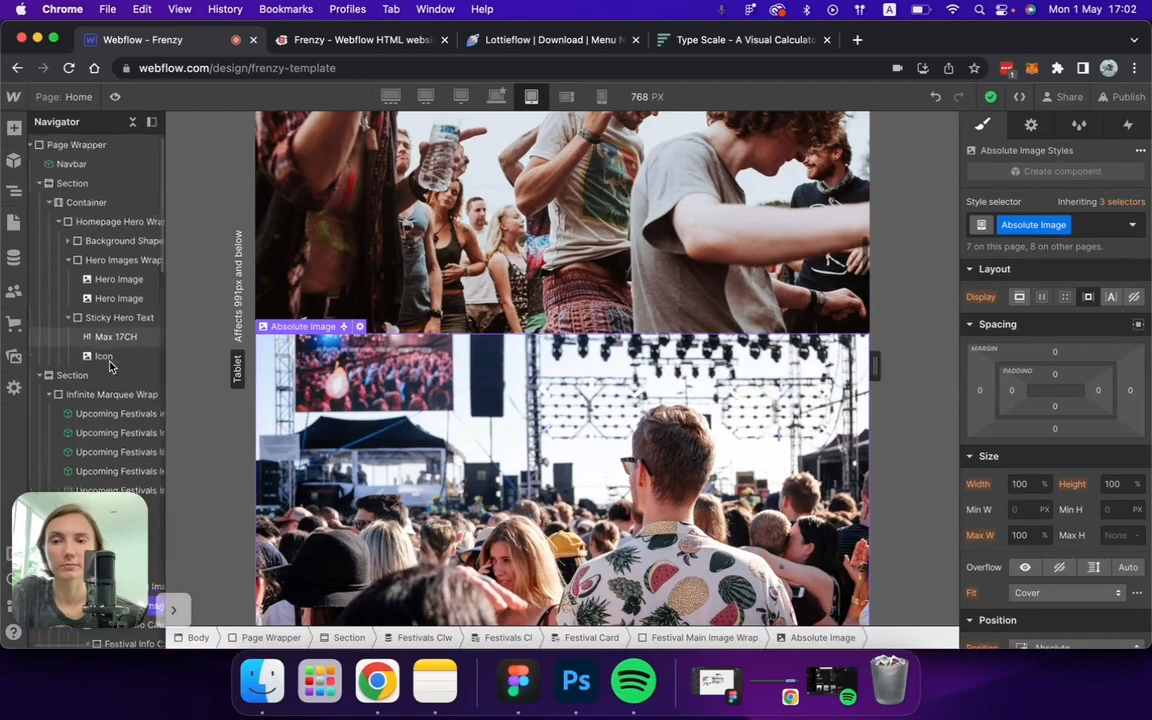 Chrome File Edit View History Bookmarks Profiles Tab Window Help A Mon 1 May 17:02
Webflow - Frenzy Frenzy - Webflow HTML websi Lottieflow | Download | Menu N Type Scale - A Visual Calculato
webflow.com/design/frenzy-template 1
Page: Home 768 PX Share Publish
Navigator
Page Wrapper
Navbar
Section
Container
Homepage Hero Wra
Background Shape
Hero Images Wrap
Hero Image
Hero Image
Sticky Hero Text
H1 Max 17CH
Icon
Section
Infinite Marquee Wrap
Upcoming Festivals I
Upcoming Festivals I
Upcoming Festivals I
Upcoming Festivals I
Affects 991px and below
Tablet
Absolute Image
Absolute Image Styles
Create component
Style selector Inheriting 3 selectors
Absolute Image
7 on this page, 8 on other pages.
Layout
Display
Spacing
MARGIN 0
PADDING 0
0 0 0 0
0
0
Size
Width 100 % Height 100 %
Min W 0 PX Min H 0 PX
Max W 100 % Max H None -
Overflow Auto
Fit Cover
Position
Body Page Wrapper Section Festivals Clw Festivals Cl Festival Card Festival Main Image Wrap Absolute Image
Ps